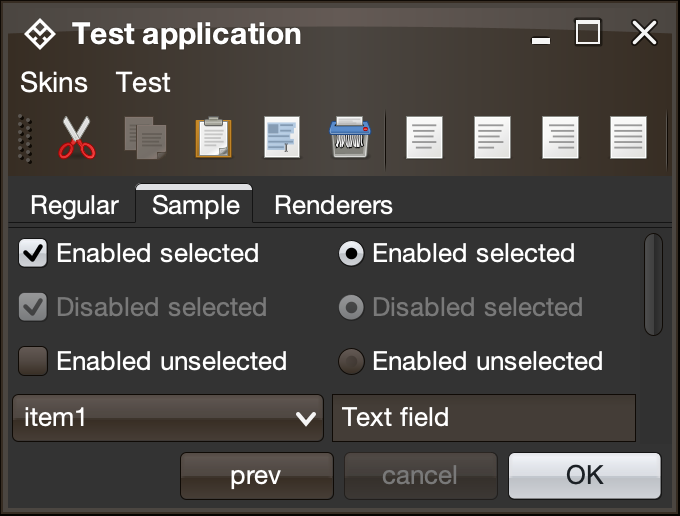 Test application
Skins Test
Regular Sample Renderers
Enabled selected Enabled selected
Disabled selected Disabled selected
Enabled unselected Enabled unselected
item1 Text field
prev cancel OK